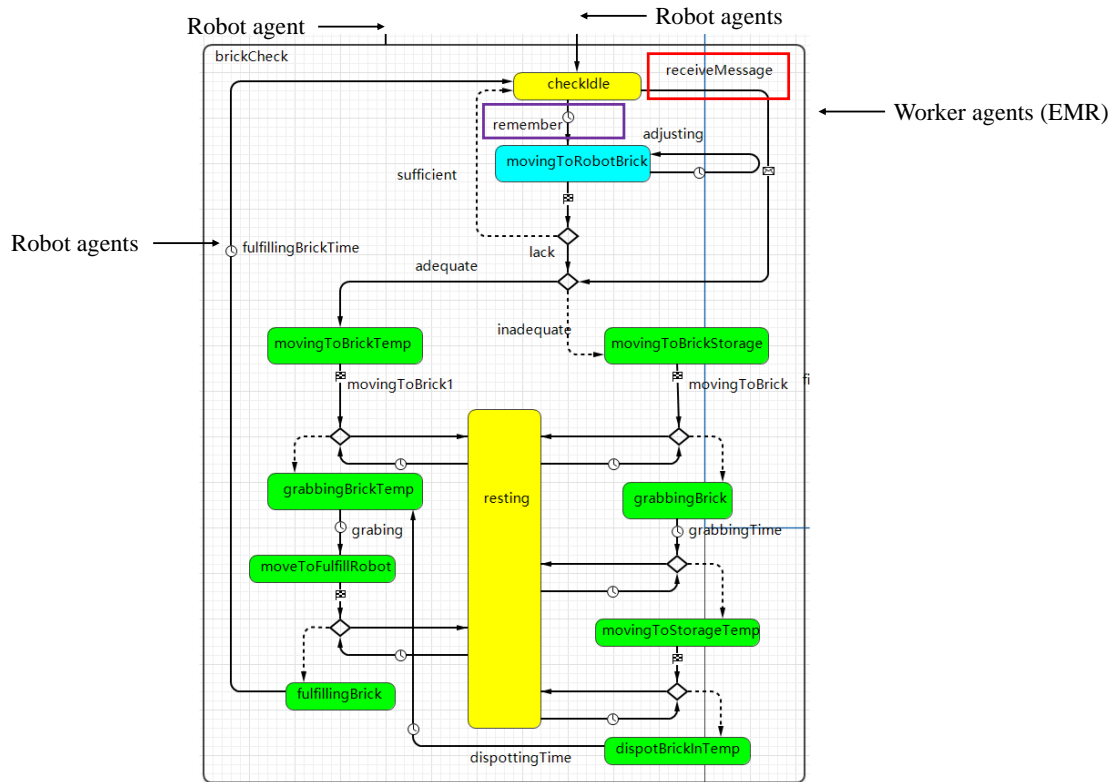 Robot agent
Robot agents
brickCheck
checkIdle
receiveMessage
Worker agents (EMR)
remember
adjusting
movingToRobotBrick
sufficient
Robot agents
fulfillingBrickTime
lack
adequate
inadequate
movingToBrickTemp
movingToBrickStorage
movingToBrick1
movingToBrick
fi
grabbingBrickTemp
resting
grabbingBrick
grabing
grabbingTime
moveToFulfillRobot
movingToStorageTemp
fulfillingBrick
dispottingTime
dispotBrickInTemp